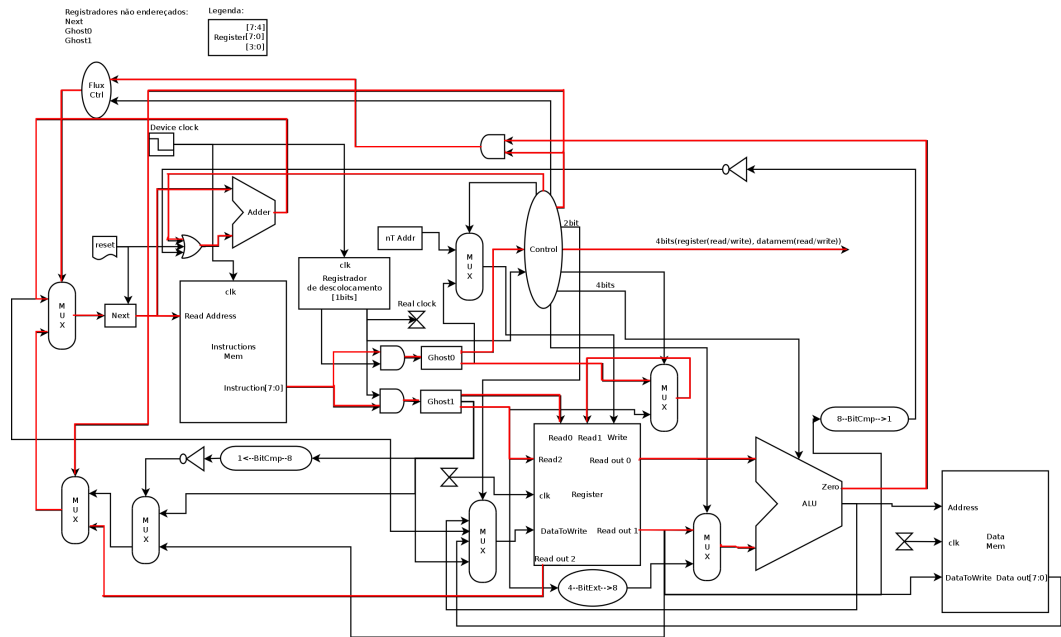 Registradores não endereçados:
Next
Ghost0
Ghost1
Legenda:
[7:4]
Register[7:0]
[3:0]
Flux
Ctrl
Device clock
Adder
reset
nT Addr
M
U
X
Control
2bit
4bits(register(read/write), datamem(read/write))
4bits
clk
Registrador
de descolocamento
[1bits]
Real clock
M
U
X
Next
clk
Read Address
Instructions
Mem
Instruction[7:0]
Ghost0
Ghost1
M
U
X
8--BitCmp-->1
Read0 Read1 Write
Read2
Read out 0
clk
Register
DataToWrite
Read out 1
Read out 2
1<--BitCmp--8
M
U
X
M
U
X
M
U
X
M
U
X
4--BitExt-->8
Zero
ALU
Address
clk
Data
Mem
DataToWrite
Data out[7:0]